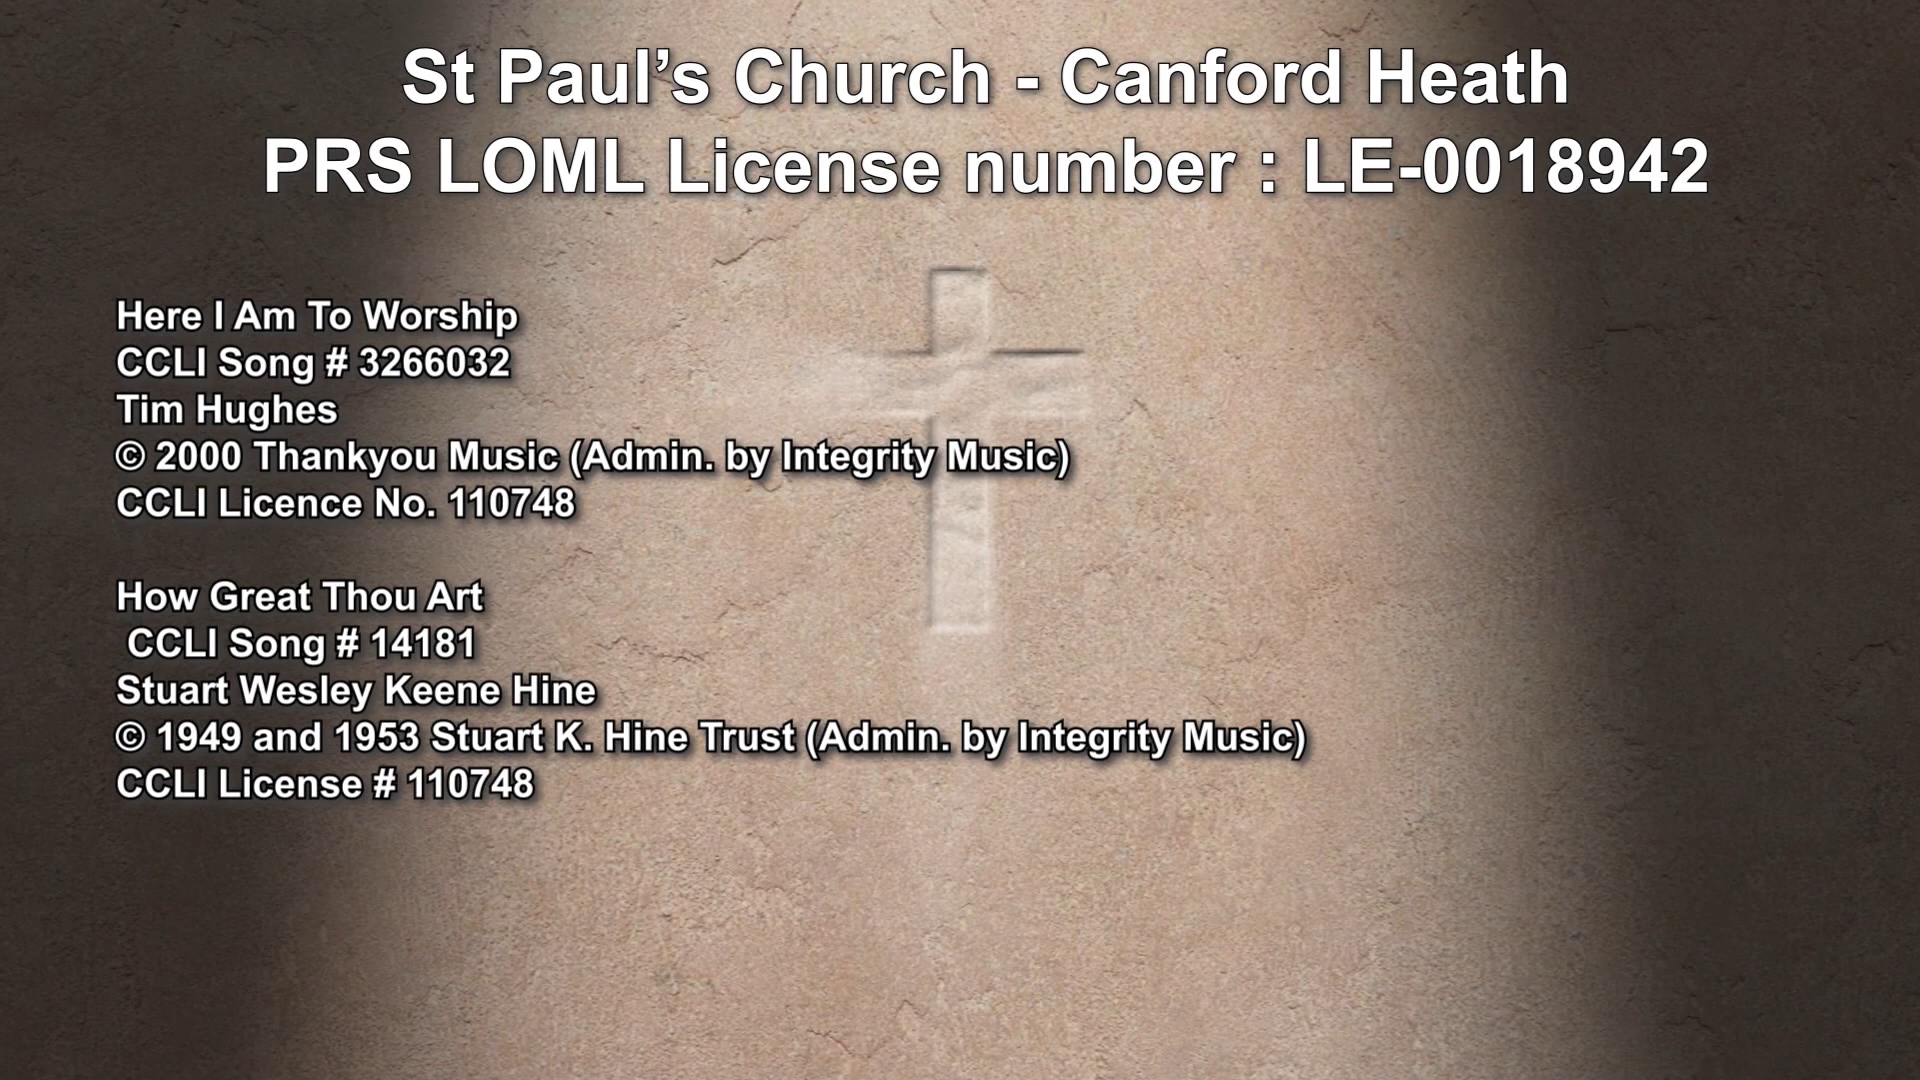 St Paul’s Church - Canford Heath
PRS LOML License number : LE-0018942
Here I Am To Worship
CCLI Song # 3266032
Tim Hughes
© 2000 Thankyou Music (Admin. by Integrity Music)
CCLI Licence No. 110748
How Great Thou Art
CCLI Song # 14181
Stuart Wesley Keene Hine
© 1949 and 1953 Stuart K. Hine Trust (Admin. by Integrity Music)
CCLI License # 110748